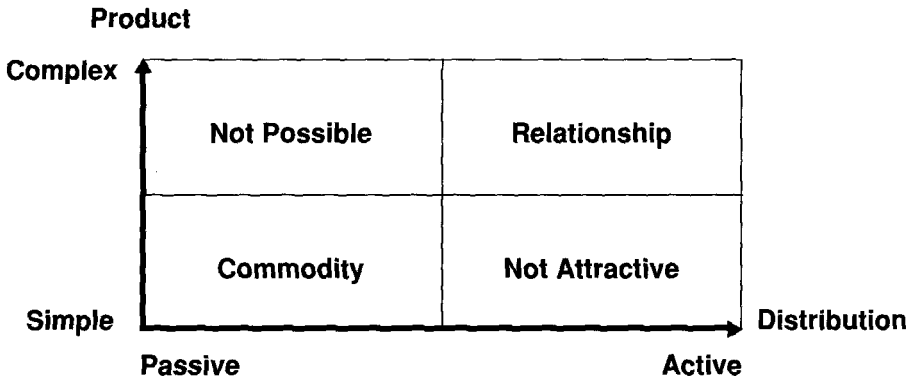 Product
Complex
Not Possible
Relationship
Commodity
Not Attractive
Simple
Distribution
Passive
Active